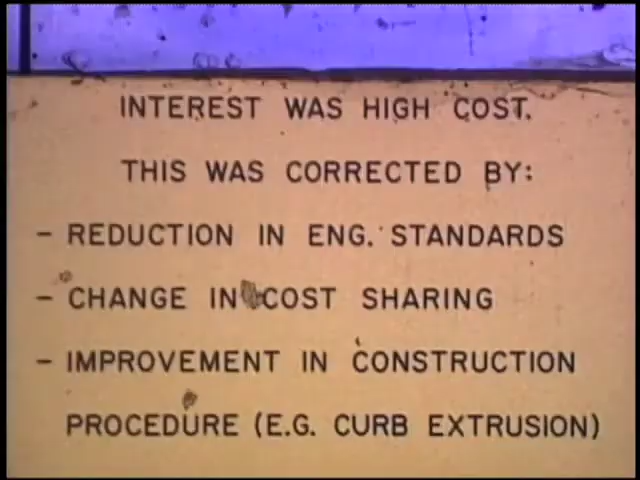 INTEREST WAS HIGH COST.
THIS WAS CORRECTED BY:
- REDUCTION IN ENG. STANDARDS
- CHANGE IN COST SHARING
- IMPROVEMENT IN CONSTRUCTION
PROCEDURE (E.G. CURB EXTRUSION)